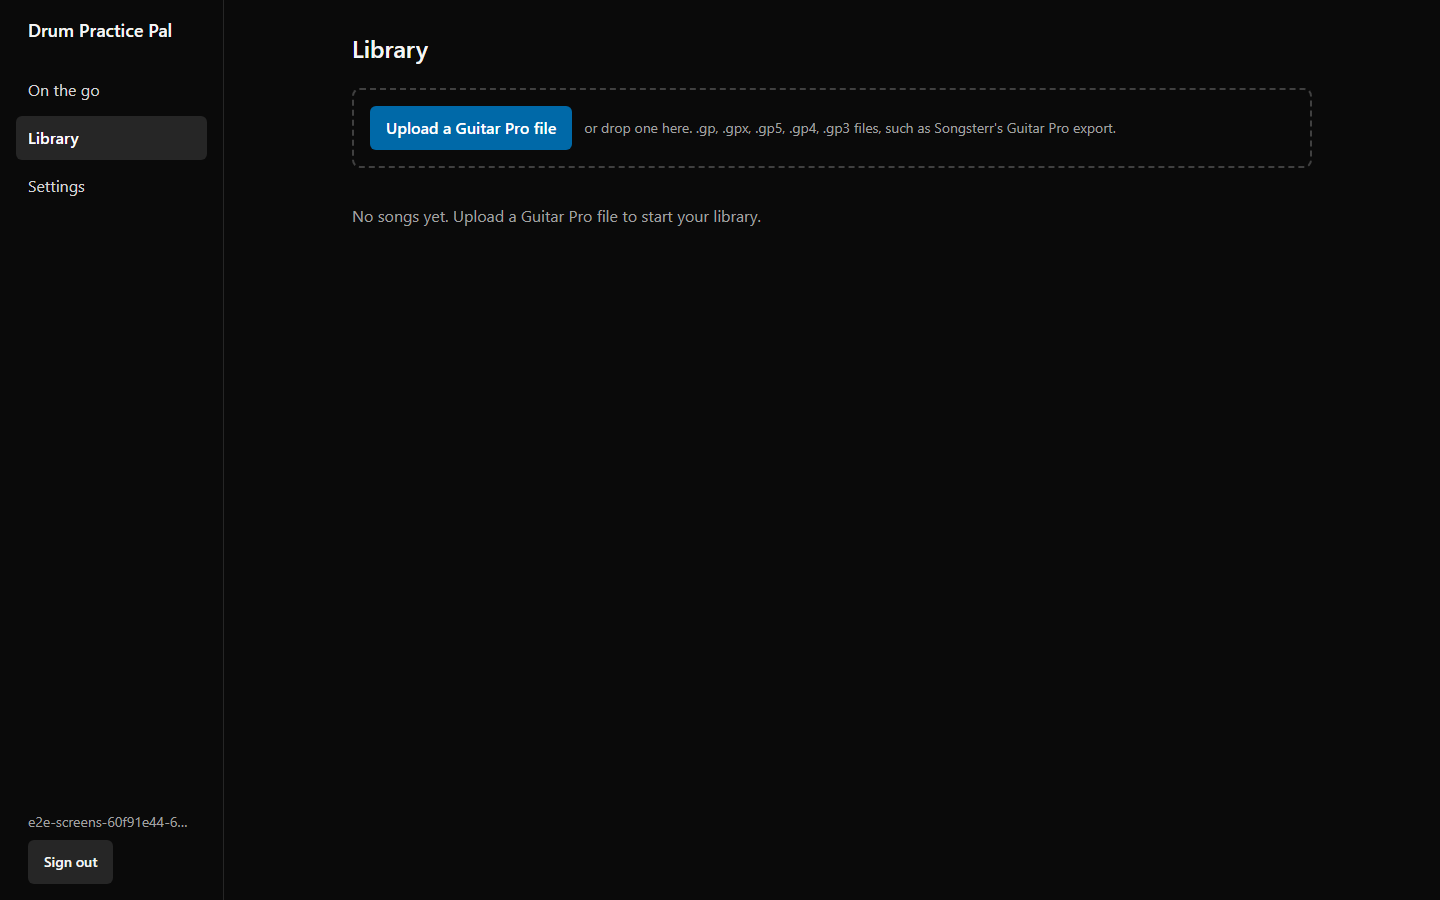 Drum Practice Pal
On the go
Library
Settings
e2e-screens-60f91e44-6...
Sign out
Library
Upload a Guitar Pro file
or drop one here. .gp, .gpx, .gp5, .gp4, .gp3 files, such as Songsterr's Guitar Pro export.
No songs yet. Upload a Guitar Pro file to start your library.